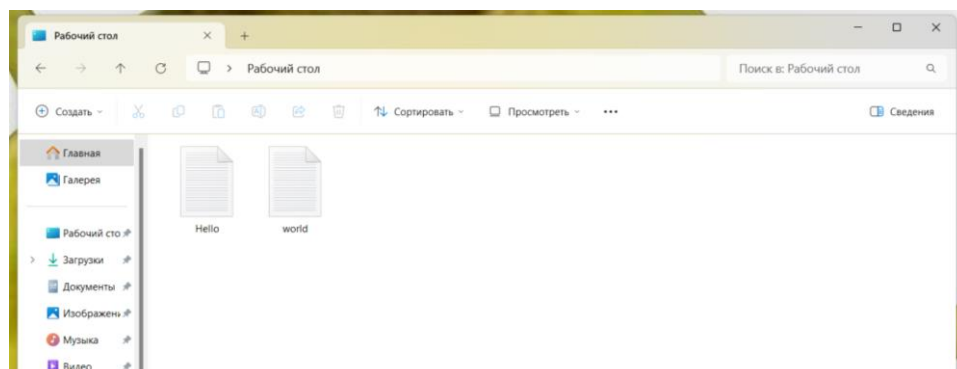 Рабочий стол
Рабочий стол
Поиск в: Рабочий стол
Создать
Сортировать
Просмотреть
Сведения
Главная
Галерея
Hello
world
Рабочий сто
Загрузки
Документы
Изображени
Музыка
Видео